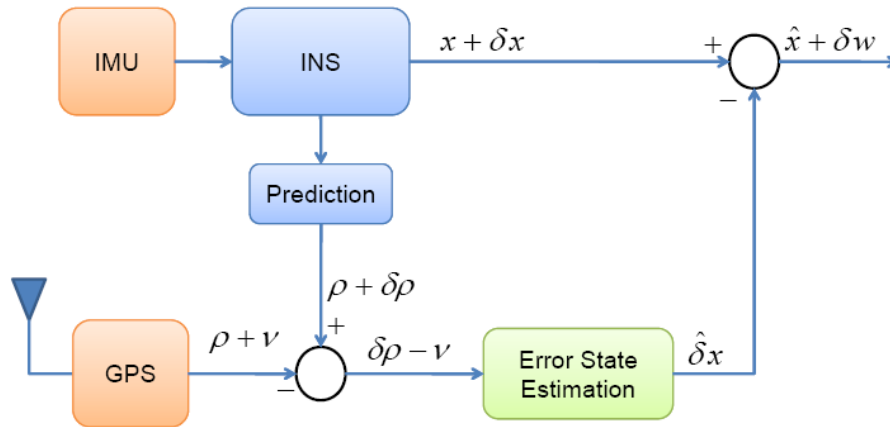 IMU
INS
x + δx
+
−
x̂ + δw
Prediction
ρ + δρ
+
GPS
ρ + ν
−
δρ − ν
Error State
Estimation
δ̂x